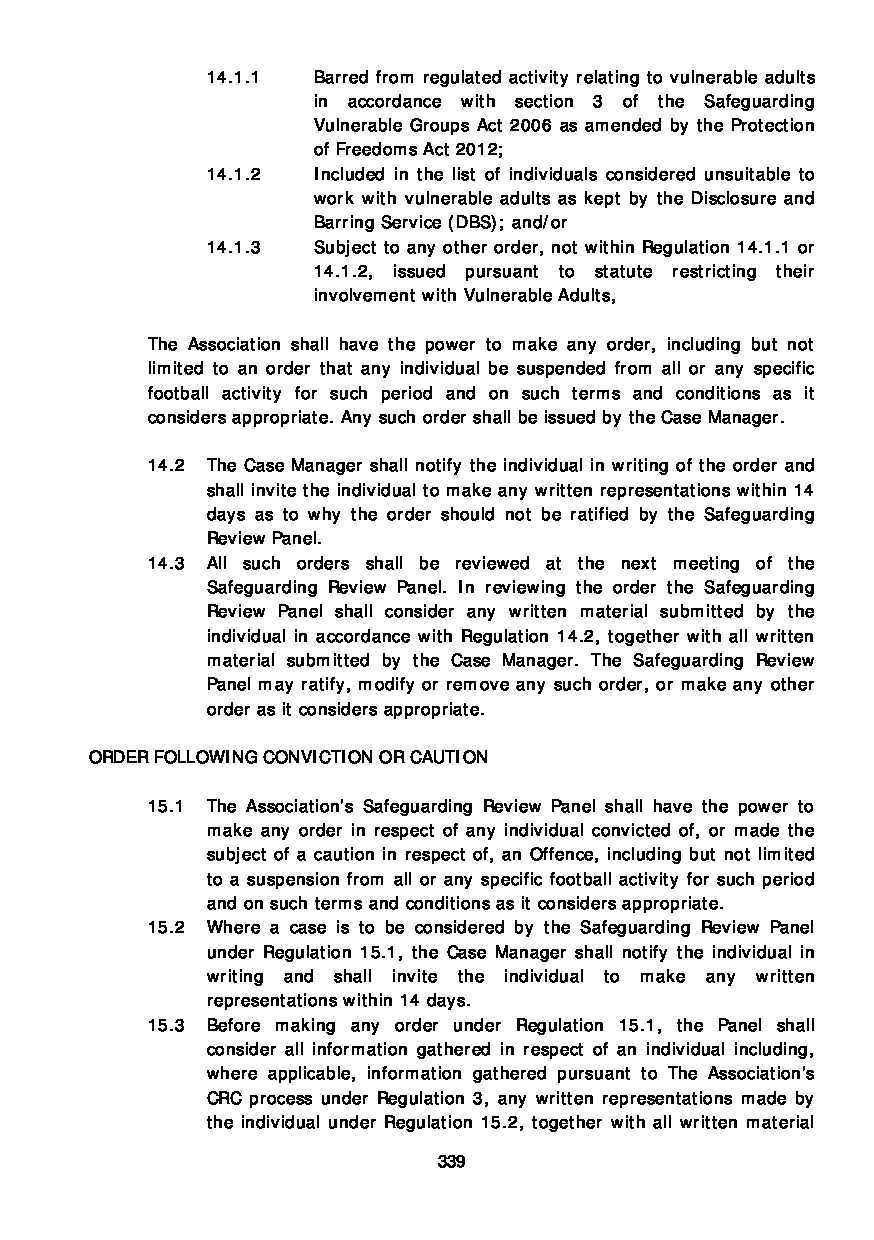 14.1.1 Barred from regulated activity relating to vulnerable adults
in accordance with section 3 of the Safeguarding
Vulnerable Groups Act 2006 as amended by the Protection
of Freedoms Act 2012;
14.1.2 Included in the list of individuals considered unsuitable to
work with vulnerable adults as kept by the Disclosure and
Barring Service (DBS); and/or
14.1.3 Subject to any other order, not within Regulation 14.1.1 or
14.1.2, issued pursuant to statute restricting their
involvement with Vulnerable Adults,
The Association shall have the power to make any order, including but not
limited to an order that any individual be suspended from all or any specific
football activity for such period and on such terms and conditions as it
considers appropriate. Any such order shall be issued by the Case Manager.
14.2 The Case Manager shall notify the individual in writing of the order and
shall invite the individual to make any written representations within 14
days as to why the order should not be ratified by the Safeguarding
Review Panel.
14.3 All such orders shall be reviewed at the next meeting of the
Safeguarding Review Panel. In reviewing the order the Safeguarding
Review Panel shall consider any written material submitted by the
individual in accordance with Regulation 14.2, together with all written
material submitted by the Case Manager. The Safeguarding Review
Panel may ratify, modify or remove any such order, or make any other
order as it considers appropriate.
ORDER FOLLOWING CONVICTION OR CAUTION
15.1 The Association's Safeguarding Review Panel shall have the power to
make any order in respect of any individual convicted of, or made the
subject of a caution in respect of, an Offence, including but not limited
to a suspension from all or any specific football activity for such period
and on such terms and conditions as it considers appropriate.
15.2 Where a case is to be considered by the Safeguarding Review Panel
under Regulation 15.1, the Case Manager shall notify the individual in
writing and shall invite the individual to make any written
representations within 14 days.
15.3 Before making any order under Regulation 15.1, the Panel shall
consider all information gathered in respect of an individual including,
where applicable, information gathered pursuant to The Association's
CRC process under Regulation 3, any written representations made by
the individual under Regulation 15.2, together with all written material
339